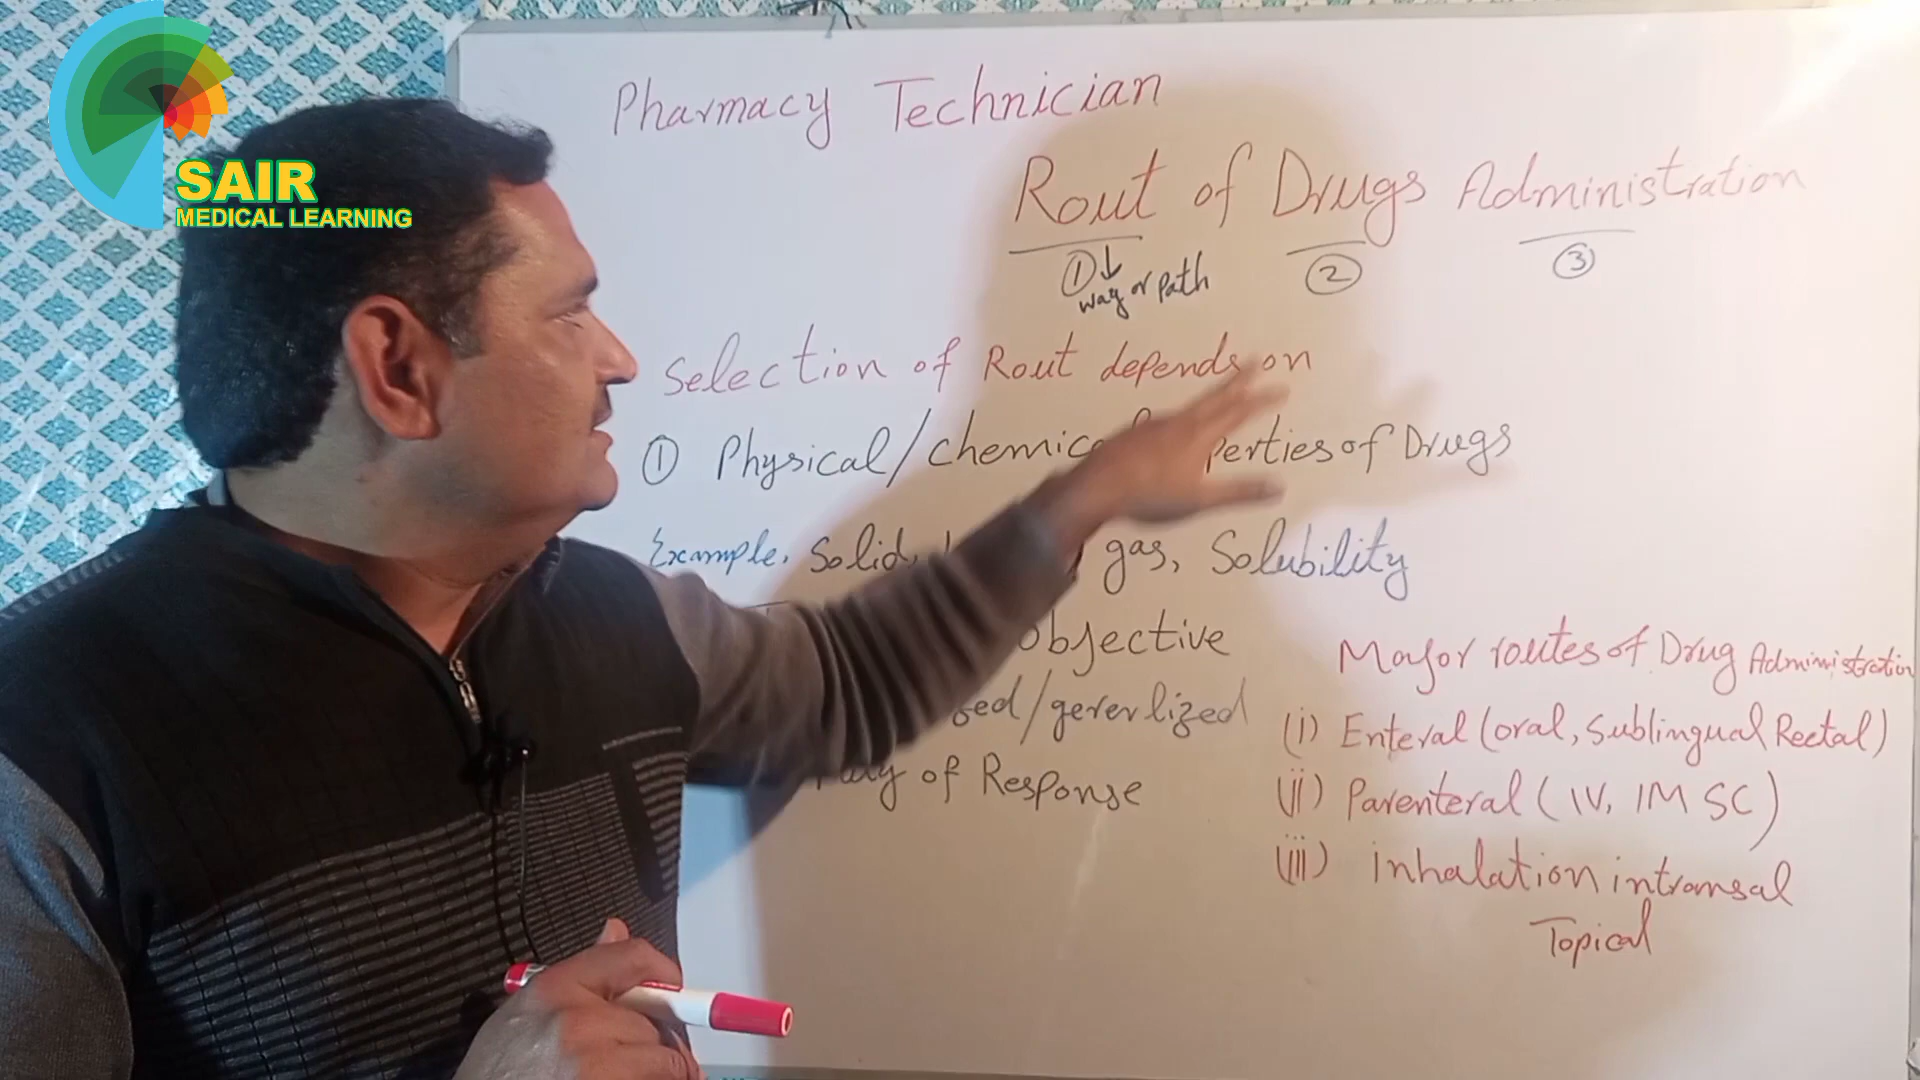 SAIR
MEDICAL LEARNING
Pharmacy Technician
Rout of Drugs Administration
① ↓ ② ③
way or path
Selection of Rout depends on
① Physical/chemic perties of Drugs
Example. Solid, gas, Solubility
Objective
zed/generlized
of Response
Major routes of Drug Administration
(i) Enteral (oral, Sublingual Rectal)
(ii) Parenteral (IV, IM SC)
(iii) inhalation intransal
Topical